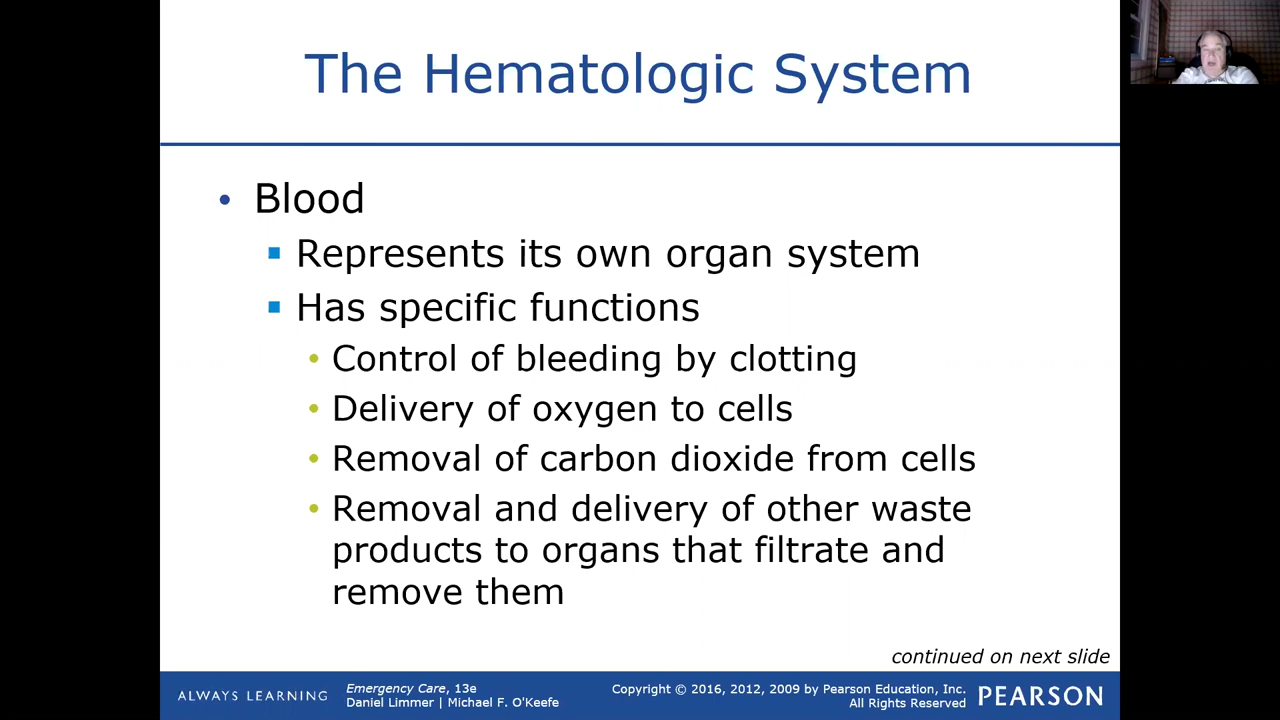 The Hematologic System
• Blood
▪ Represents its own organ system
▪ Has specific functions
• Control of bleeding by clotting
• Delivery of oxygen to cells
• Removal of carbon dioxide from cells
• Removal and delivery of other waste
products to organs that filtrate and
remove them
continued on next slide
ALWAYS LEARNING
Emergency Care, 13e
Daniel Limmer | Michael F. O'Keefe
Copyright © 2016, 2012, 2009 by Pearson Education, Inc.
All Rights Reserved
PEARSON